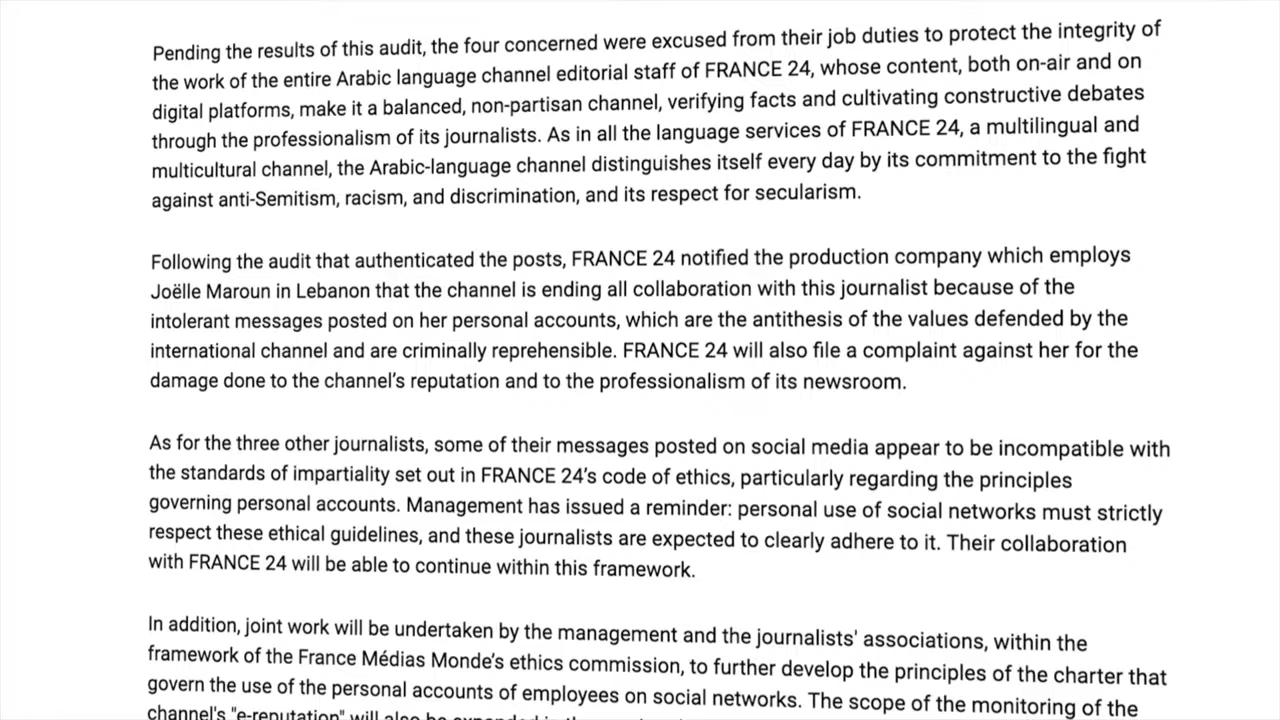 Pending the results of this audit, the four concerned were excused from their job duties to protect the integrity of
the work of the entire Arabic language channel editorial staff of FRANCE 24, whose content, both on-air and on
digital platforms, make it a balanced, non-partisan channel, verifying facts and cultivating constructive debates
through the professionalism of its journalists. As in all the language services of FRANCE 24, a multilingual and
multicultural channel, the Arabic-language channel distinguishes itself every day by its commitment to the fight
against anti-Semitism, racism, and discrimination, and its respect for secularism.
Following the audit that authenticated the posts, FRANCE 24 notified the production company which employs
Joëlle Maroun in Lebanon that the channel is ending all collaboration with this journalist because of the
intolerant messages posted on her personal accounts, which are the antithesis of the values defended by the
international channel and are criminally reprehensible. FRANCE 24 will also file a complaint against her for the
damage done to the channel's reputation and to the professionalism of its newsroom.
As for the three other journalists, some of their messages posted on social media appear to be incompatible with
the standards of impartiality set out in FRANCE 24's code of ethics, particularly regarding the principles
governing personal accounts. Management has issued a reminder: personal use of social networks must strictly
respect these ethical guidelines, and these journalists are expected to clearly adhere to it. Their collaboration
with FRANCE 24 will be able to continue within this framework.
In addition, joint work will be undertaken by the management and the journalists' associations, within the
framework of the France Médias Monde's ethics commission, to further develop the principles of the charter that
govern the use of the personal accounts of employees on social networks. The scope of the monitoring of the
channel's "e-reputation" will also be expanded in the